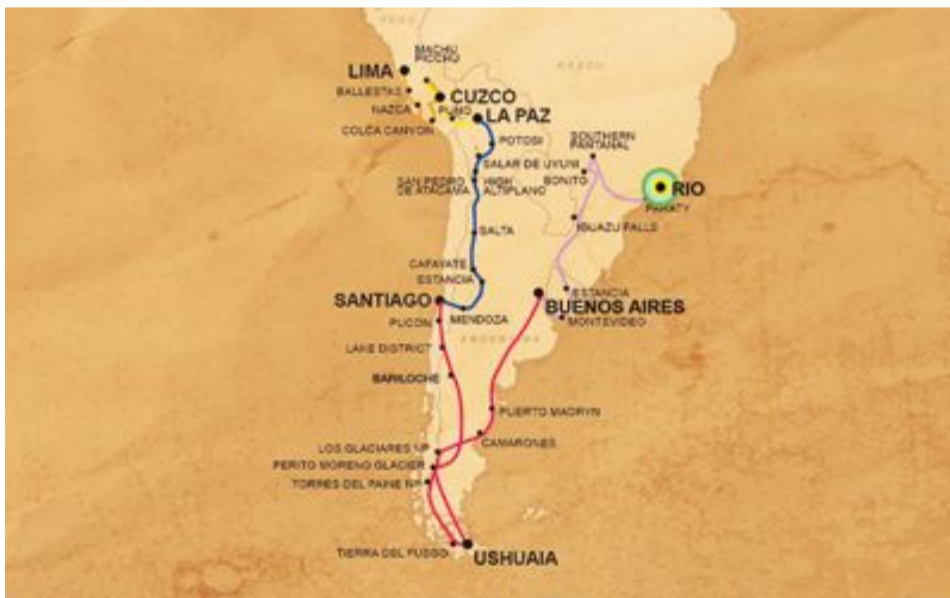 MACHU
PICCHU
LIMA
BALLESTAS
CUZCO
NAZCA
PUNO
LA PAZ
COLCA CANYON
POTOSI
SOUTHERN
PANTANAL
SALAR DE UYUNI
BONITO
SAN PEDRO
DE ATACAMA
HIGH
ALTIPLANO
RIO
PARATY
IGUAZU FALLS
SALTA
CAFAYATE
ESTANCIA
ESTANCIA
SANTIAGO
BUENOS AIRES
MENDOZA
MONTEVIDEO
PUCON
ARGENTINA
LAKE DISTRICT
BARILOCHE
PUERTO MADRYN
CAMARONES
LOS GLACIARES NP
PERITO MORENO GLACIER
TORRES DEL PAINE NP
TIERRA DEL FUEGO
USHUAIA